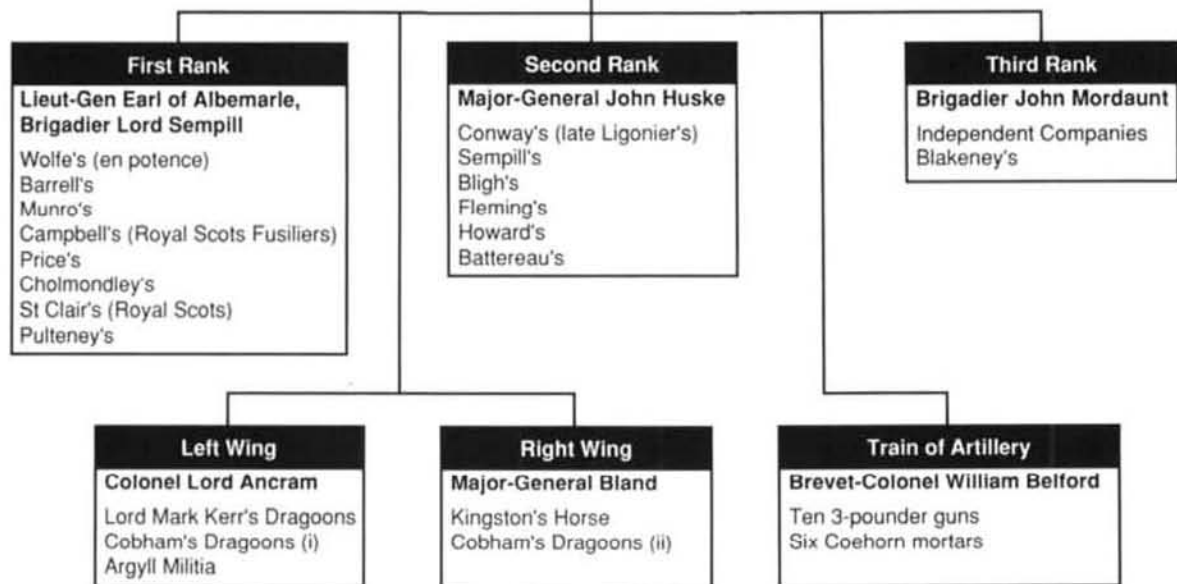 First Rank
Lieut-Gen Earl of Albemarle,
Brigadier Lord Sempill
Wolfe's (en potence)
Barrell's
Munro's
Campbell's (Royal Scots Fusiliers)
Price's
Cholmondley's
St Clair's (Royal Scots)
Pulteney's
Second Rank
Major-General John Huske
Conway's (late Ligonier's)
Sempill's
Bligh's
Fleming's
Howard's
Battereau's
Third Rank
Brigadier John Mordaunt
Independent Companies
Blakeney's
Left Wing
Colonel Lord Ancram
Lord Mark Kerr's Dragoons
Cobham's Dragoons (i)
Argyll Militia
Right Wing
Major-General Bland
Kingston's Horse
Cobham's Dragoons (ii)
Train of Artillery
Brevet-Colonel William Belford
Ten 3-pounder guns
Six Coehorn mortars